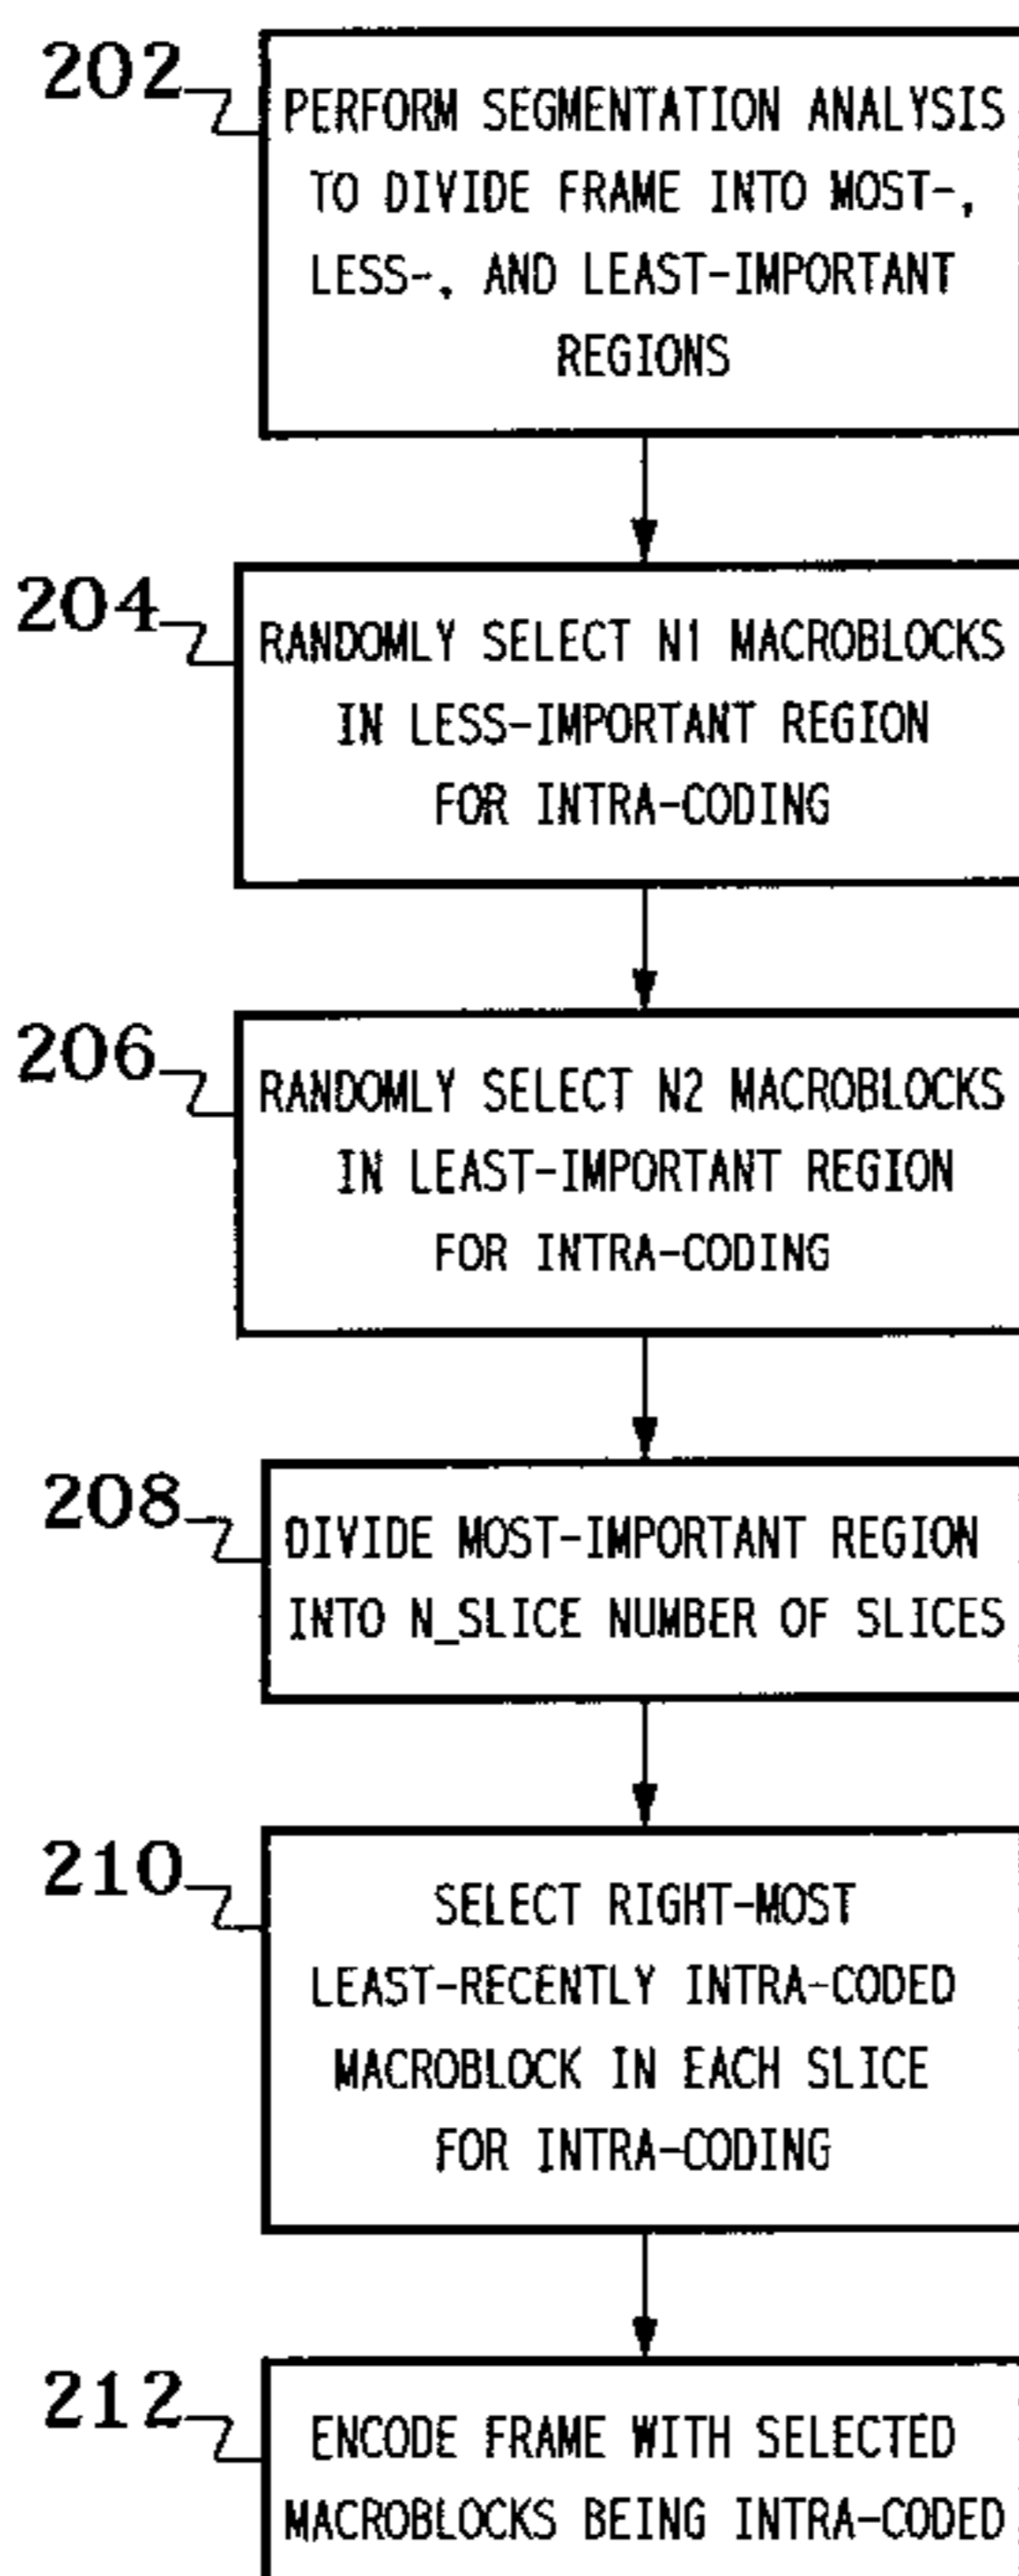 202
PERFORM SEGMENTATION ANALYSIS
TO DIVIDE FRAME INTO MOST-,
LESS-, AND LEAST-IMPORTANT
REGIONS
204
RANDOMLY SELECT N1 MACROBLOCKS
IN LESS-IMPORTANT REGION
FOR INTRA-CODING
206
RANDOMLY SELECT N2 MACROBLOCKS
IN LEAST-IMPORTANT REGION
FOR INTRA-CODING
208
DIVIDE MOST-IMPORTANT REGION
INTO N_SLICE NUMBER OF SLICES
210
SELECT RIGHT-MOST
LEAST-RECENTLY INTRA-CODED
MACROBLOCK IN EACH SLICE
FOR INTRA-CODING
212
ENCODE FRAME WITH SELECTED
MACROBLOCKS BEING INTRA-CODED